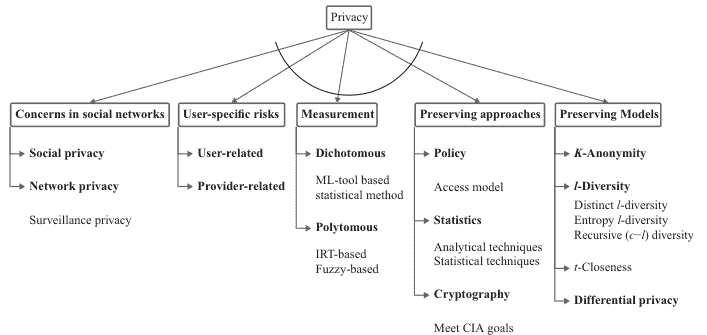 Privacy
Concerns in social networks
Social privacy
Network privacy
Surveillance privacy
User-specific risks
User-related
Provider-related
Measurement
Dichotomous
ML-tool based
statistical method
Polytomous
IRT-based
Fuzzy-based
Preserving approaches
Policy
Access model
Statistics
Analytical techniques
Statistical techniques
Cryptography
Meet CIA goals
Preserving Models
K-Anonymity
l-Diversity
Distinct l-diversity
Entropy l-diversity
Recursive (c−l) diversity
t-Closeness
Differential privacy